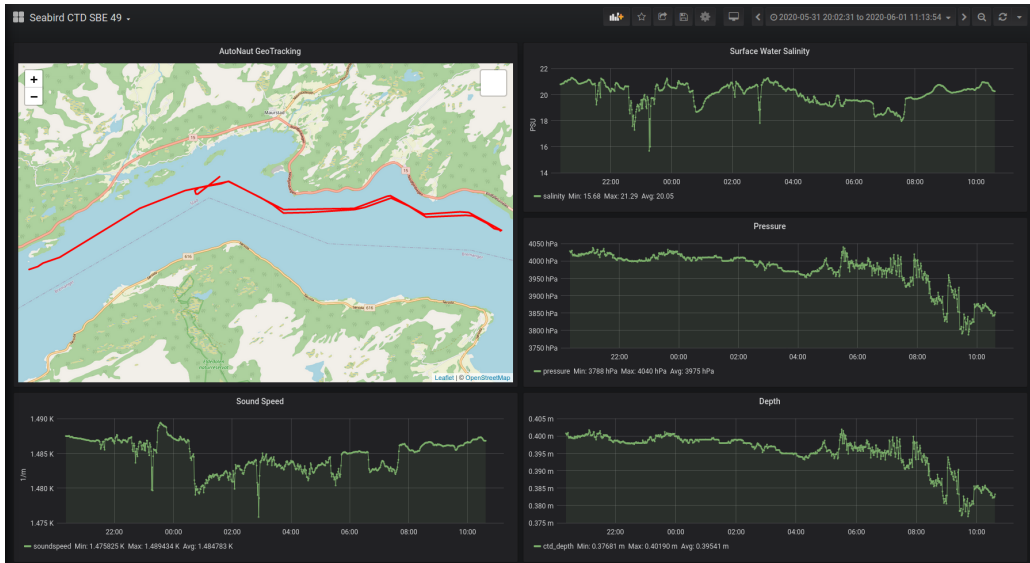 Seabird CTD SBE 49
2020-05-31 20:02:31 to 2020-06-01 11:13:54
AutoNaut GeoTracking
+
−
Leaflet | © OpenStreetMap
Surface Water Salinity
PSU
22
20
18
16
14
22:00 00:00 02:00 04:00 06:00 08:00 10:00
salinity Min: 15.68 Max: 21.29 Avg: 20.05
Pressure
4050 hPa
4000 hPa
3950 hPa
3900 hPa
3850 hPa
3800 hPa
3750 hPa
22:00 00:00 02:00 04:00 06:00 08:00 10:00
pressure Min: 3788 hPa Max: 4040 hPa Avg: 3975 hPa
Sound Speed
1/m
1.490 K
1.485 K
1.480 K
1.475 K
22:00 00:00 02:00 04:00 06:00 08:00 10:00
soundspeed Min: 1.475825 K Max: 1.489434 K Avg: 1.484783 K
Depth
0.405 m
0.400 m
0.395 m
0.390 m
0.385 m
0.380 m
0.375 m
22:00 00:00 02:00 04:00 06:00 08:00 10:00
ctd_depth Min: 0.37681 m Max: 0.40190 m Avg: 0.39541 m